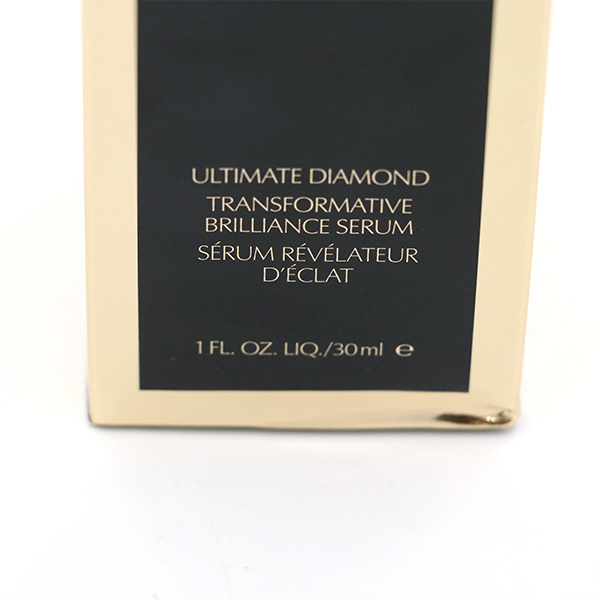 ULTIMATE DIAMOND
TRANSFORMATIVE
BRILLIANCE SERUM
SÉRUM RÉVÉLATEUR
D'ÉCLAT
1 FL. OZ. LIQ./30ml ℮